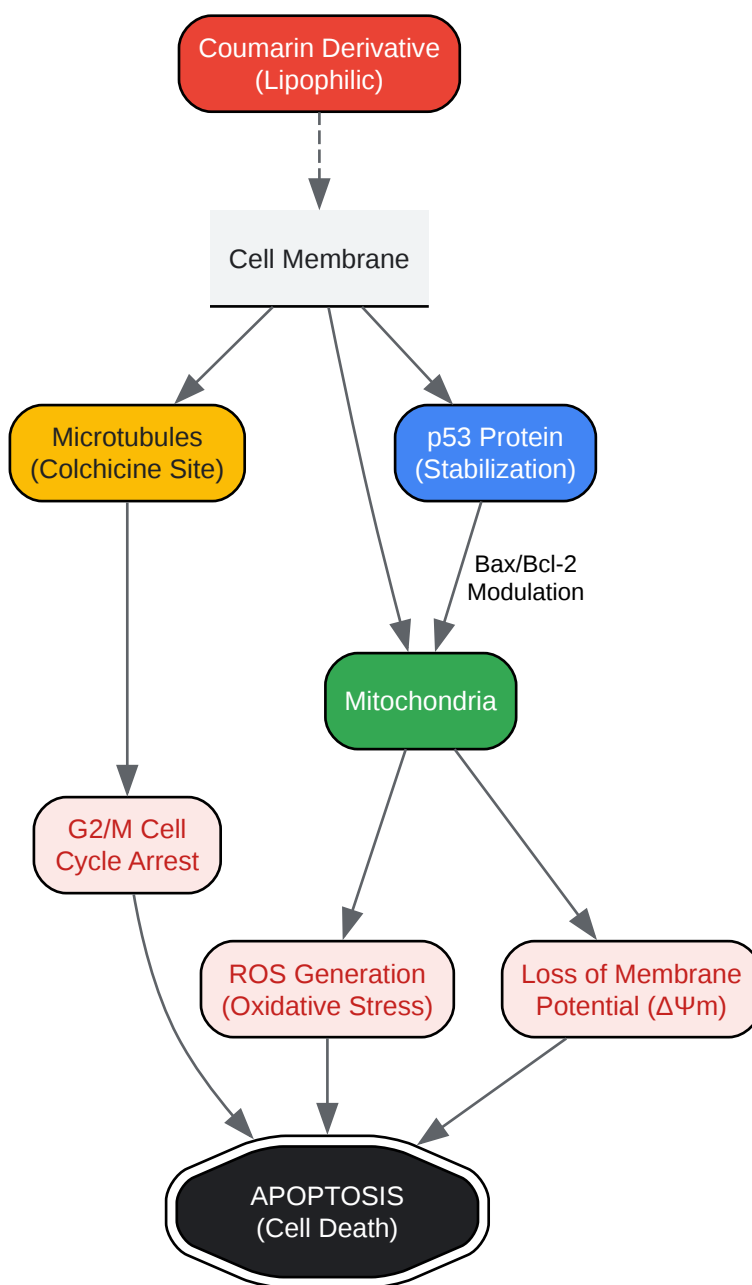 Coumarin Derivative
(Lipophilic)
Cell Membrane
Microtubules
(Colchicine Site)
p53 Protein
(Stabilization)
Bax/Bcl-2
Modulation
Mitochondria
G2/M Cell
Cycle Arrest
ROS Generation
(Oxidative Stress)
Loss of Membrane
Potential (ΔΨm)
APOPTOSIS
(Cell Death)